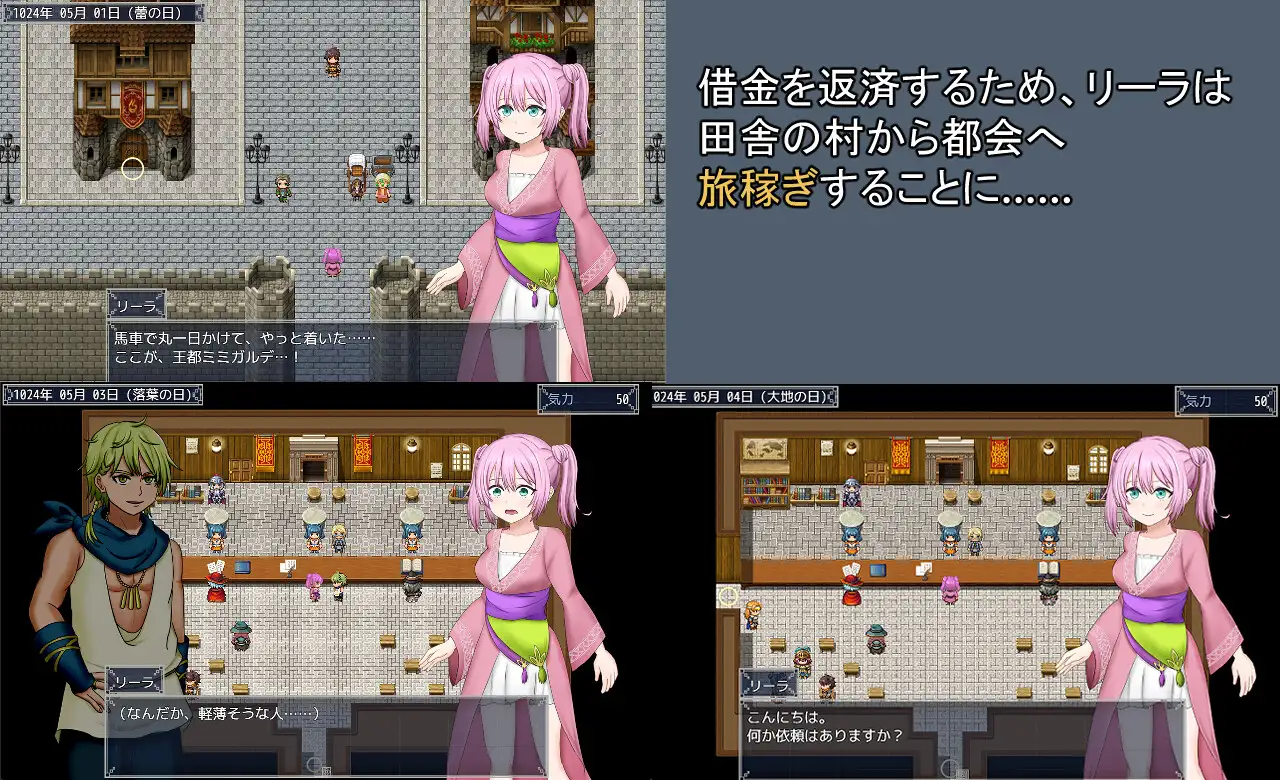 1024年 05月 01日 (蕾の日)
リーラ
馬車で丸一日かけて、やっと着いた……
ここが、王都ミミガルデ…！
借金を返済するため、リーラは
田舎の村から都会へ
旅稼ぎすることに……
1024年 05月 03日 (落葉の日)
気力 50
リーラ
（なんだか、軽薄そうな人……）
024年 05月 04日 (大地の日)
気力 50
リーラ
こんにちは。
何か依頼はありますか？